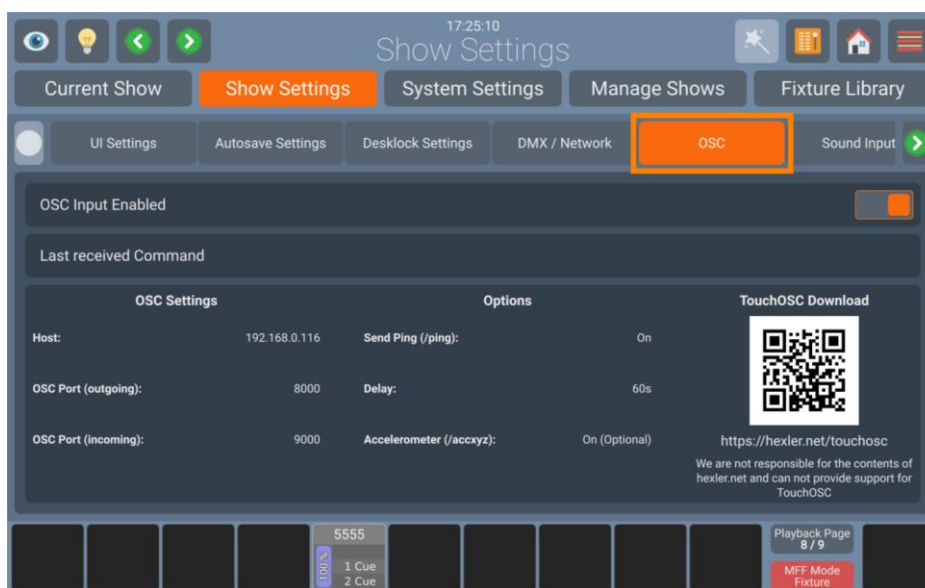 17:25:10
Show Settings
Current Show
Show Settings
System Settings
Manage Shows
Fixture Library
UI Settings
Autosave Settings
Desklock Settings
DMX / Network
OSC
Sound Input
OSC Input Enabled
Last received Command
OSC Settings
Host: 192.168.0.116
OSC Port (outgoing): 8000
OSC Port (incoming): 9000
Options
Send Ping (/ping): On
Delay: 60s
Accelerometer (/accxyz): On (Optional)
TouchOSC Download
https://hexler.net/touchosc
We are not responsible for the contents of
hexler.net and can not provide support for
TouchOSC
5555
100 %
1 Cue
2 Cue
Playback Page
8 / 9
MFF Mode
Fixture